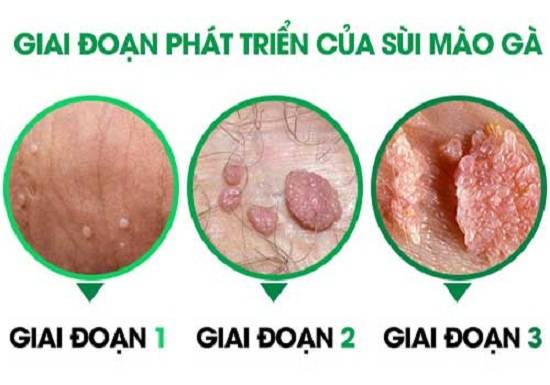 GIAI ĐOẠN PHÁT TRIỂN CỦA SÙI MÀO GÀ
GIAI ĐOẠN 1
GIAI ĐOẠN 2
GIAI ĐOẠN 3